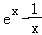 e^x - 1/x